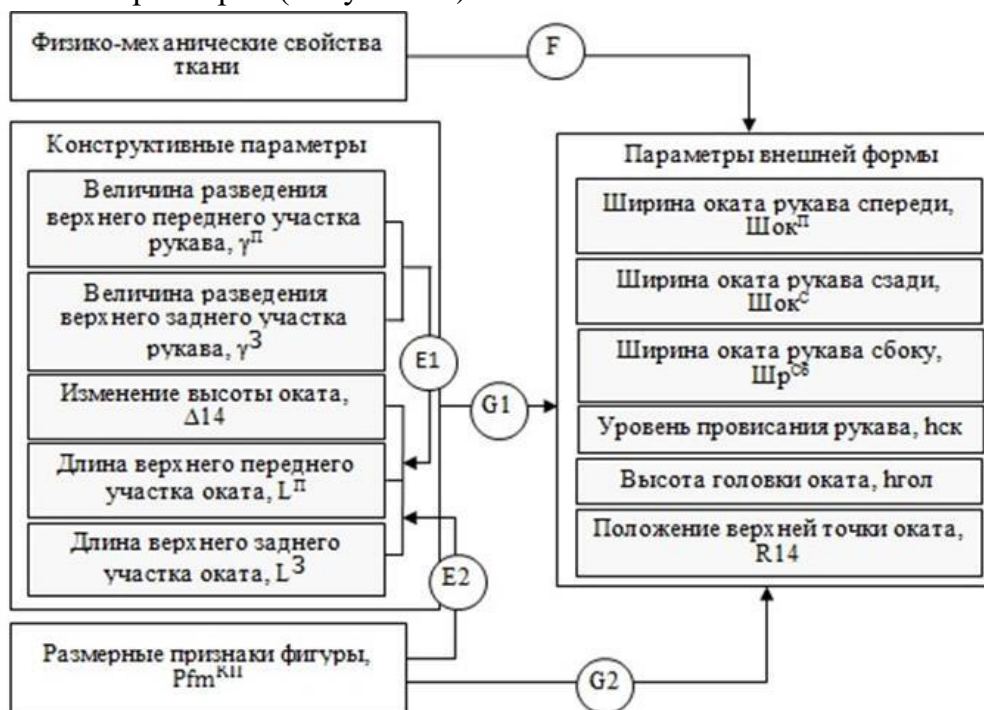 Физико-механические свойства
ткани
F
Конструктивные параметры
Величина разведения
верхнего переднего участка
рукава, γП
Величина разведения
верхнего заднего участка
рукава, γЗ
Изменение высоты оката,
Δ14
Длина верхнего переднего
участка оката, LП
Длина верхнего заднего
участка оката, LЗ
E1
E2
G1
Параметры внешней формы
Ширина оката рукава спереди,
ШокП
Ширина оката рукава сзади,
ШокС
Ширина оката рукава сбоку,
ШрСб
Уровень провисания рукава, hск
Высота головки оката, hгол
Положение верхней точки оката,
R14
Размерные признаки фигуры,
PfmКП
G2